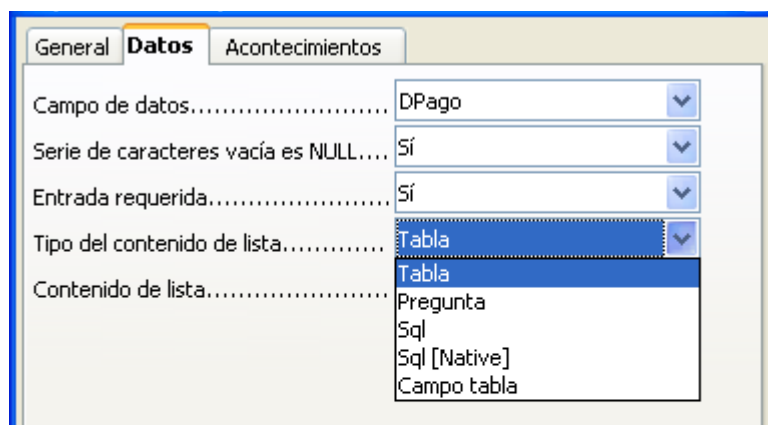 General Datos Acontecimientos
Campo de datos........................ DPago
Serie de caracteres vacía es NULL.... Sí
Entrada requerida...................... Sí
Tipo del contenido de lista............. Tabla
Tabla
Contenido de lista......................
Pregunta
Sql
Sql [Native]
Campo tabla